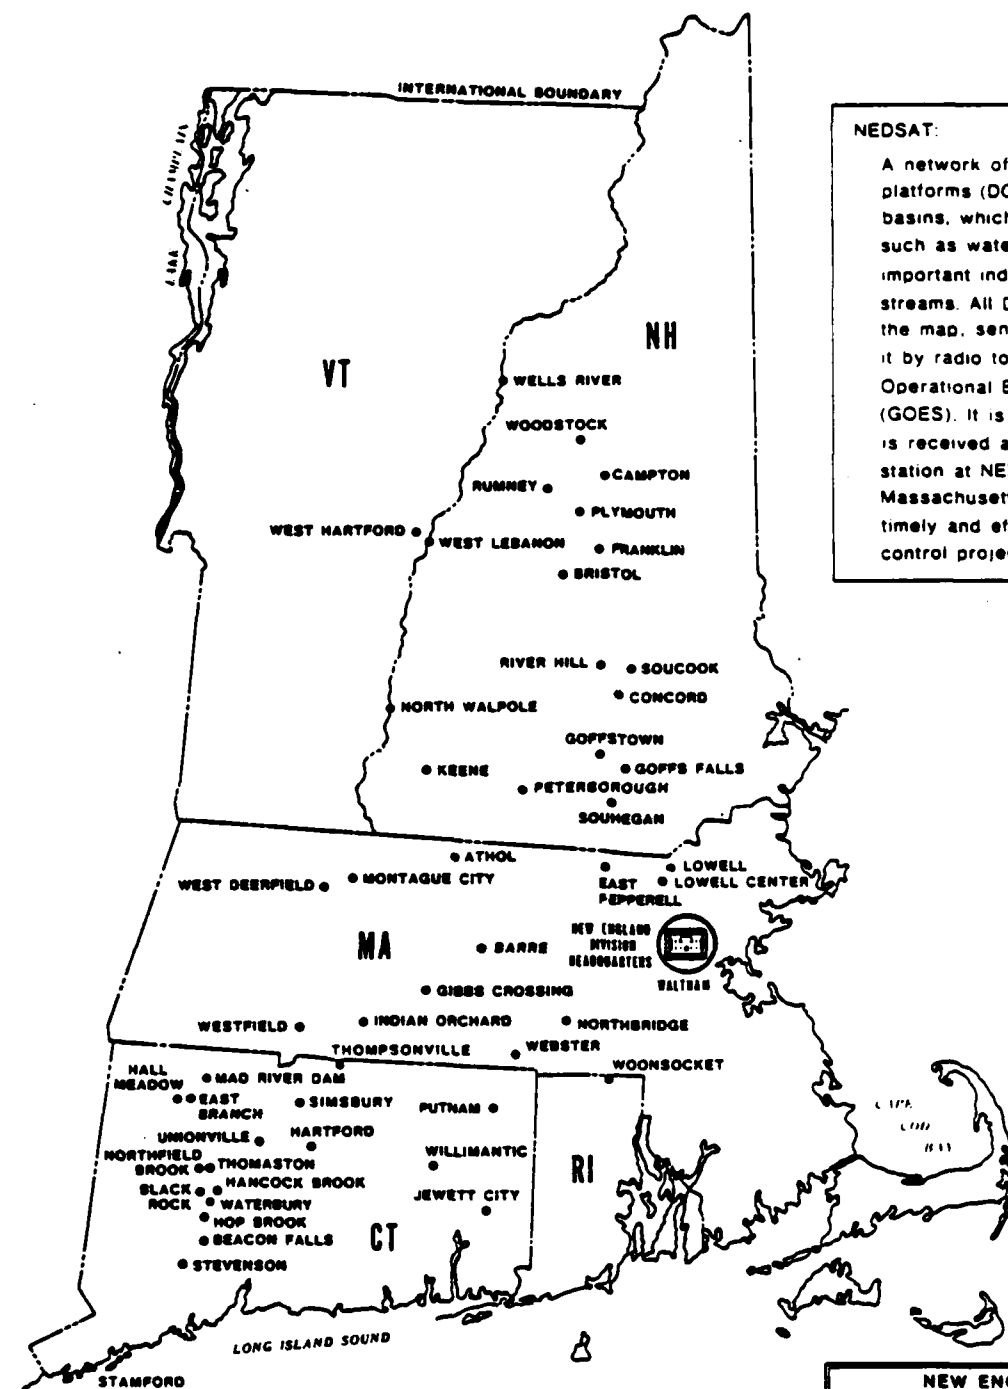 INTERNATIONAL BOUNDARY
NEDSAT:
A network of
platforms (DC
basins, which
such as wate
important ind
streams. All D
the map, sen
it by radio to
Operational E
(GOES). It is
is received a
station at NE
Massachusett
timely and ef
control proje
LAKE
CHAMPLAIN
VT
NH
WELLS RIVER
WOODSTOCK
CAMPTON
RUMNEY
PLYMOUTH
WEST HARTFORD
WEST LEBANON
FRANKLIN
BRISTOL
RIVER HILL
SOUCOOK
CONCORD
NORTH WALPOLE
GOFFSTOWN
KEENE
GOFFS FALLS
PETERBOROUGH
SOUHEGAN
ATHOL
LOWELL
WEST DEERFIELD
MONTAGUE CITY
EAST
PEPPERELL
LOWELL CENTER
MA
BARRE
NEW ENGLAND
DIVISION
HEADQUARTERS
WALTHAM
GIBBS CROSSING
WESTFIELD
INDIAN ORCHARD
NORTHBRIDGE
THOMPSONVILLE
WEBSTER
WOONSOCKET
HALL
MEADOW
MAD RIVER DAM
EAST
BRANCH
SIMSBURY
PUTNAM
CAPE
COD
BAY
UNIONVILLE
HARTFORD
NORTHFIELD
BROOK
THOMASTON
WILLIMANTIC
RI
BLACK
ROCK
HANCOCK BROOK
WATERBURY
JEWETT CITY
HOP BROOK
BEACON FALLS
CT
STEVENSON
LONG ISLAND SOUND
STAMFORD
NEW ENG